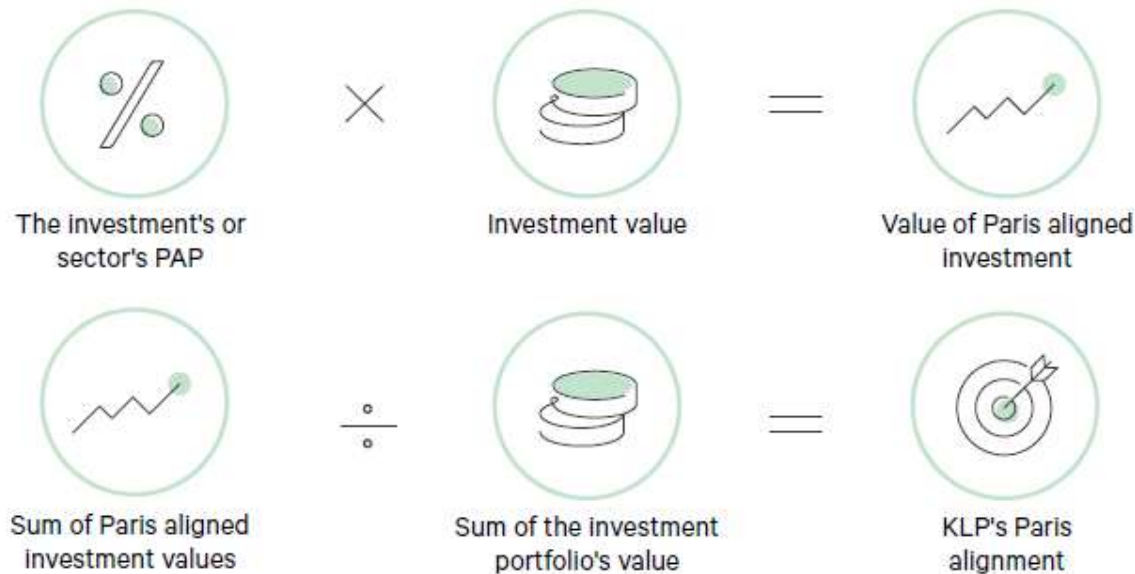 The investment's or
sector's PAP
Investment value
Value of Paris aligned
investment
Sum of Paris aligned
investment values
Sum of the investment
portfolio's value
KLP's Paris
alignment